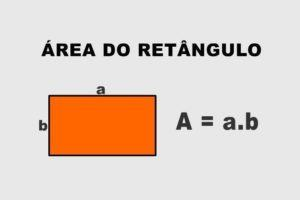 ÁREA DO RETÂNGULO
a
b
A = a.b